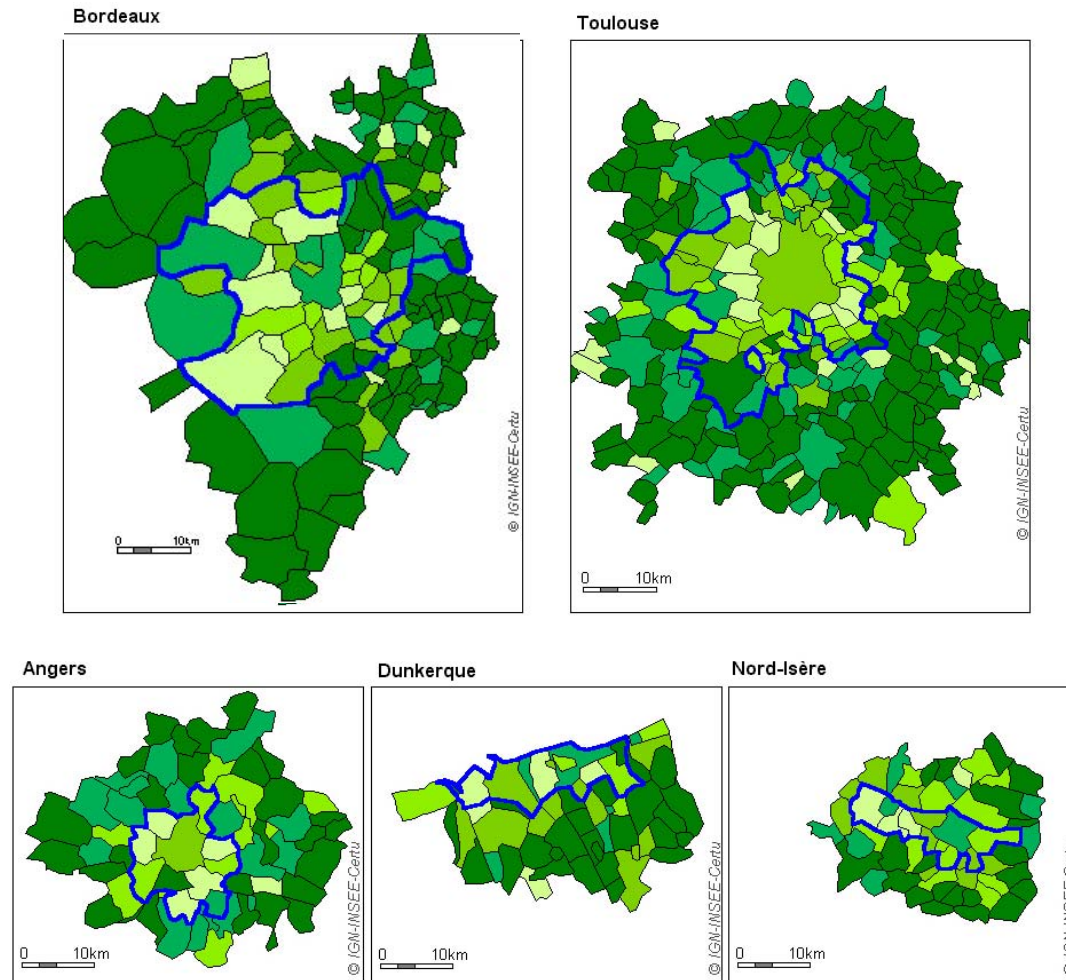 Bordeaux
Toulouse
0 10km
© IGN-INSEE-Certu
0 10km
© IGN-INSEE-Certu
Angers
Dunkerque
Nord-Isère
0 10km
© IGN-INSEE-Certu
0 10km
© IGN-INSEE-Certu
0 10km